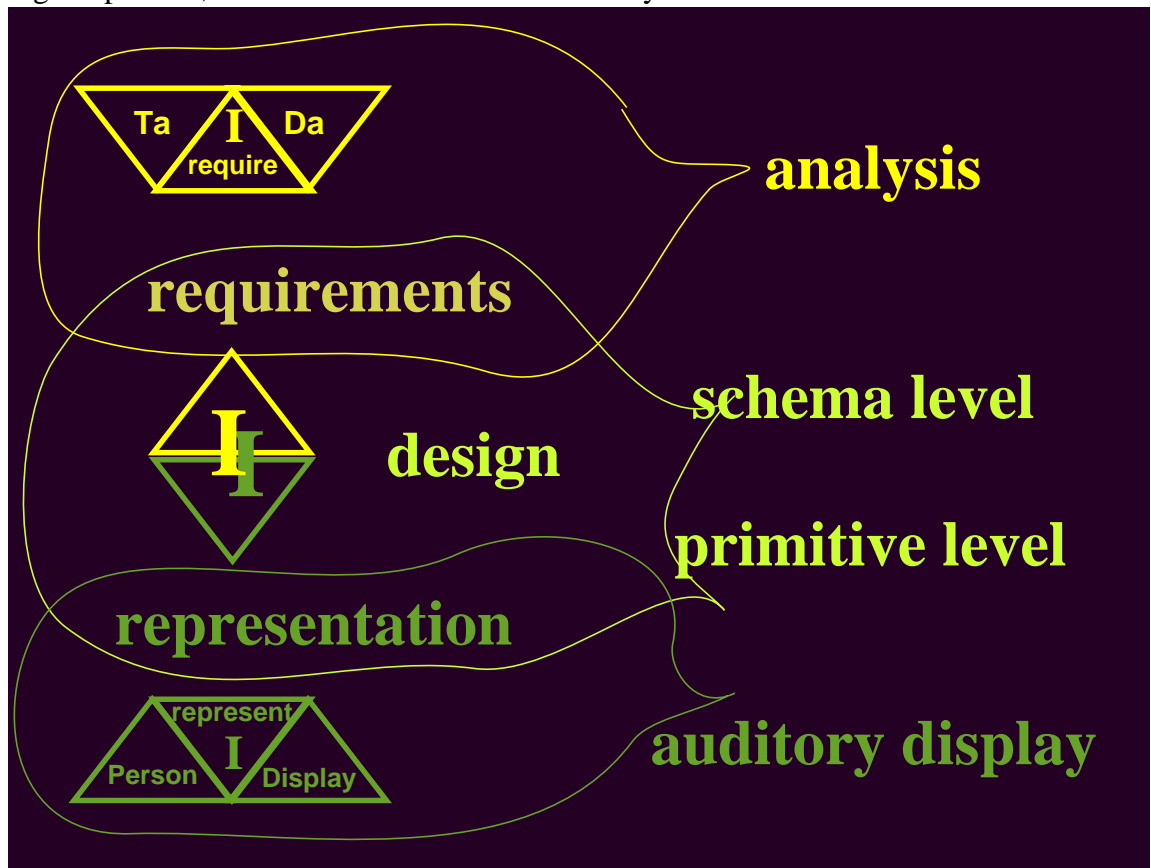 Ta
I
Da
require
analysis
requirements
schema level
I
I
design
primitive level
representation
represent
I
Person
Display
auditory display